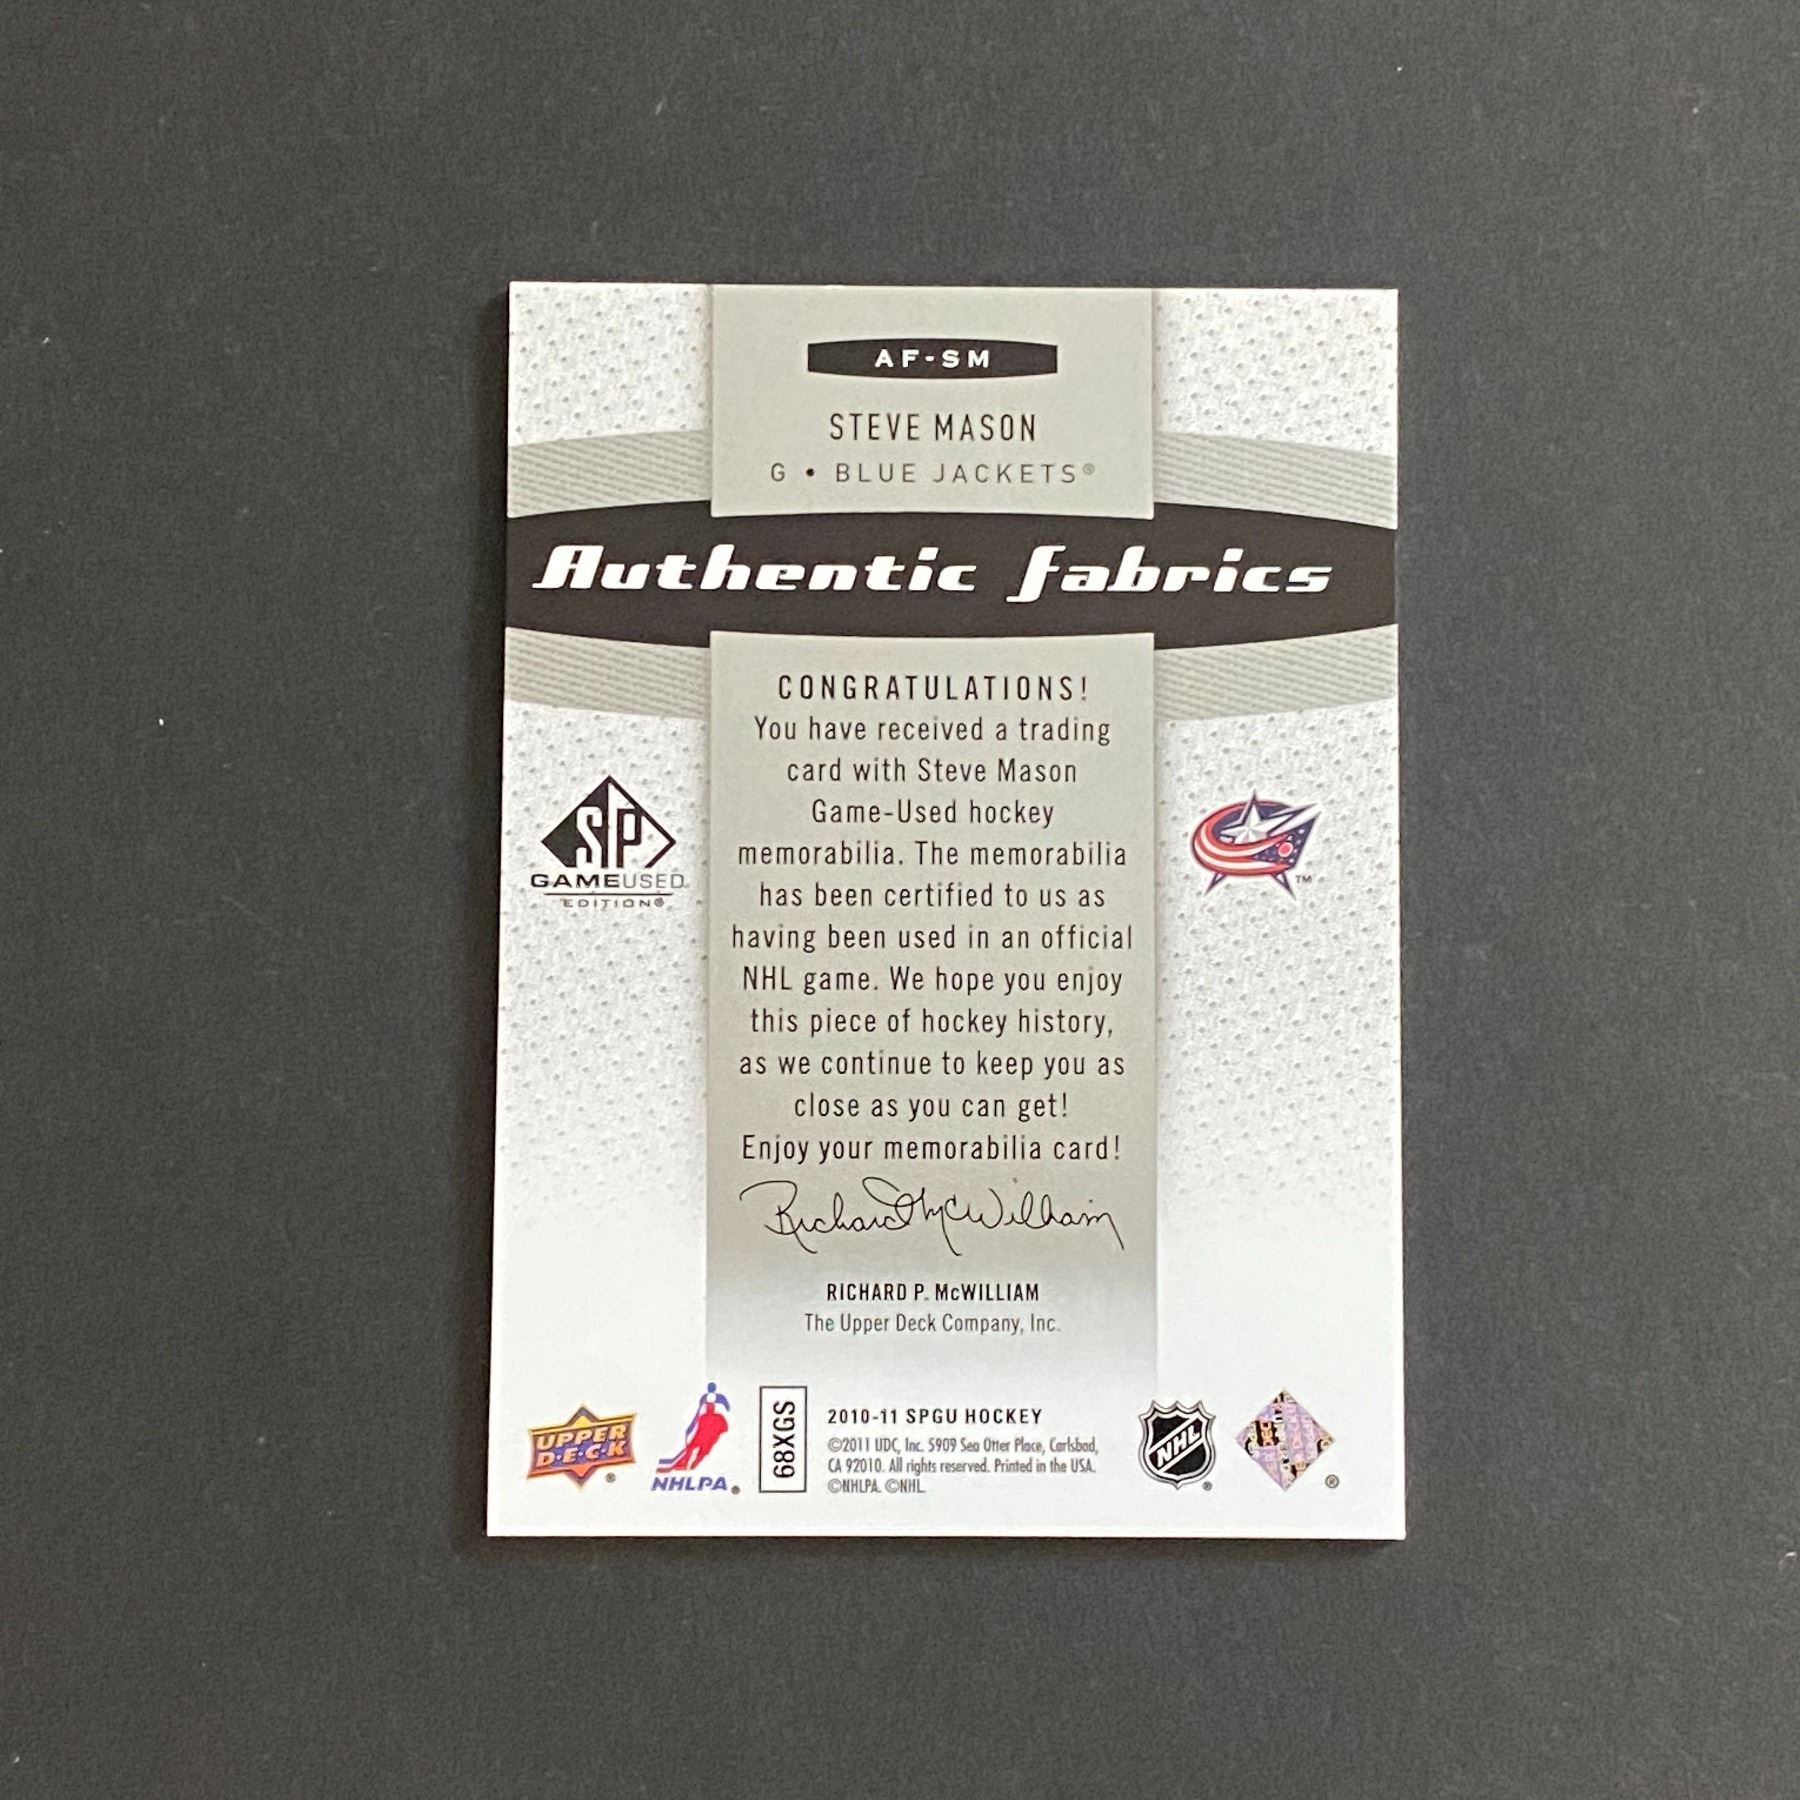 AF-SM
STEVE MASON
G • BLUE JACKETS®
Authentic Fabrics
CONGRATULATIONS!
You have received a trading
card with Steve Mason
Game-Used hockey
memorabilia. The memorabilia
has been certified to us as
having been used in an official
NHL game. We hope you enjoy
this piece of hockey history,
as we continue to keep you as
close as you can get!
Enjoy your memorabilia card!
Richard McWilliam
RICHARD P. McWILLIAM
The Upper Deck Company, Inc.
SP
GAMEUSED
EDITION®
TM
UPPER
DECK
®
NHLPA®
68XGS
2010-11 SPGU HOCKEY
©2011 UDC, Inc. 5909 Sea Otter Place, Carlsbad,
CA 92010. All rights reserved. Printed in the USA.
©NHLPA. ©NHL.
NHL
®
®